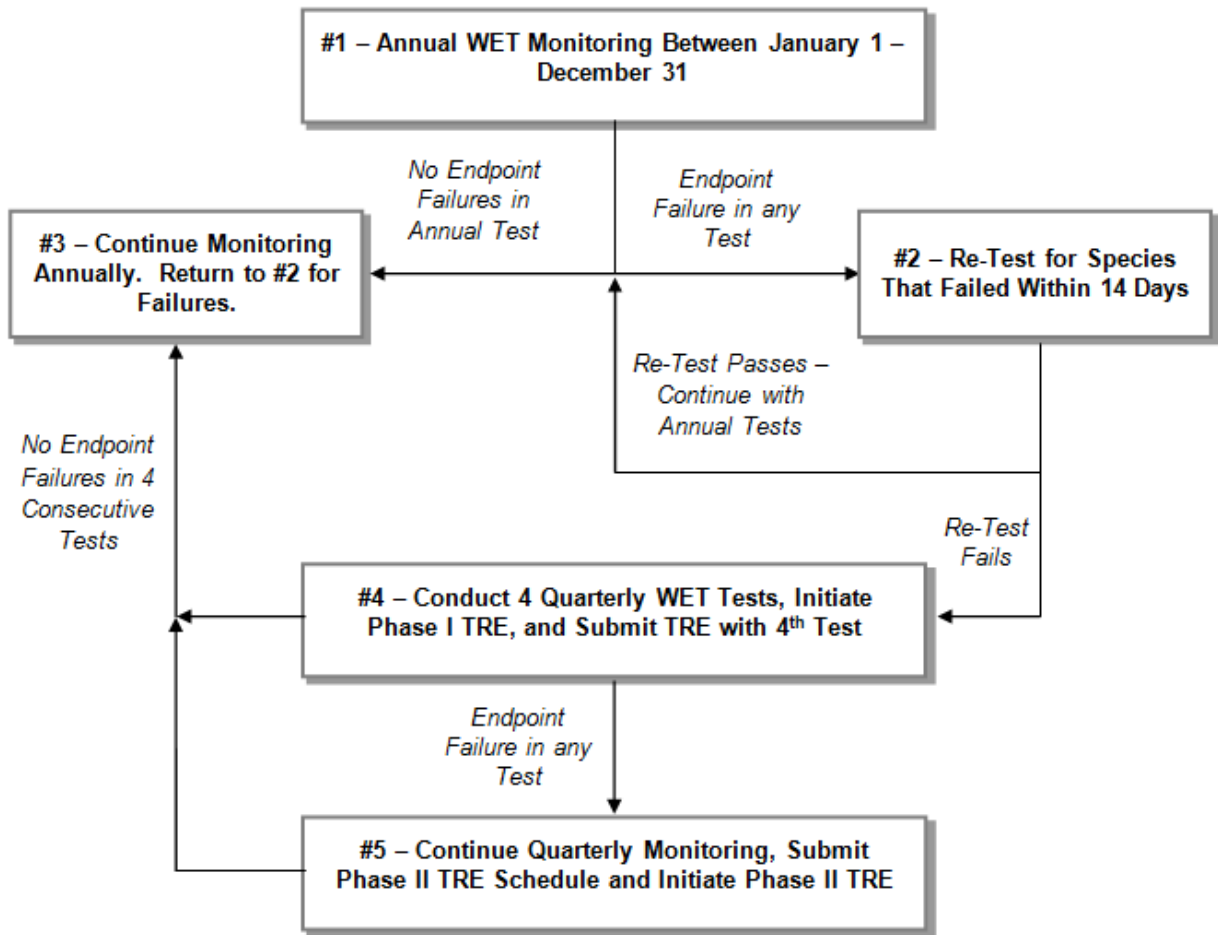 #1 – Annual WET Monitoring Between January 1 –
December 31
No Endpoint
Failures in
Annual Test
Endpoint
Failure in any
Test
#3 – Continue Monitoring
Annually.  Return to #2 for
Failures.
#2 – Re-Test for Species
That Failed Within 14 Days
Re-Test Passes –
Continue with
Annual Tests
No Endpoint
Failures in 4
Consecutive
Tests
Re-Test
Fails
#4 – Conduct 4 Quarterly WET Tests, Initiate
Phase I TRE, and Submit TRE with 4th Test
Endpoint
Failure in any
Test
#5 – Continue Quarterly Monitoring, Submit
Phase II TRE Schedule and Initiate Phase II TRE